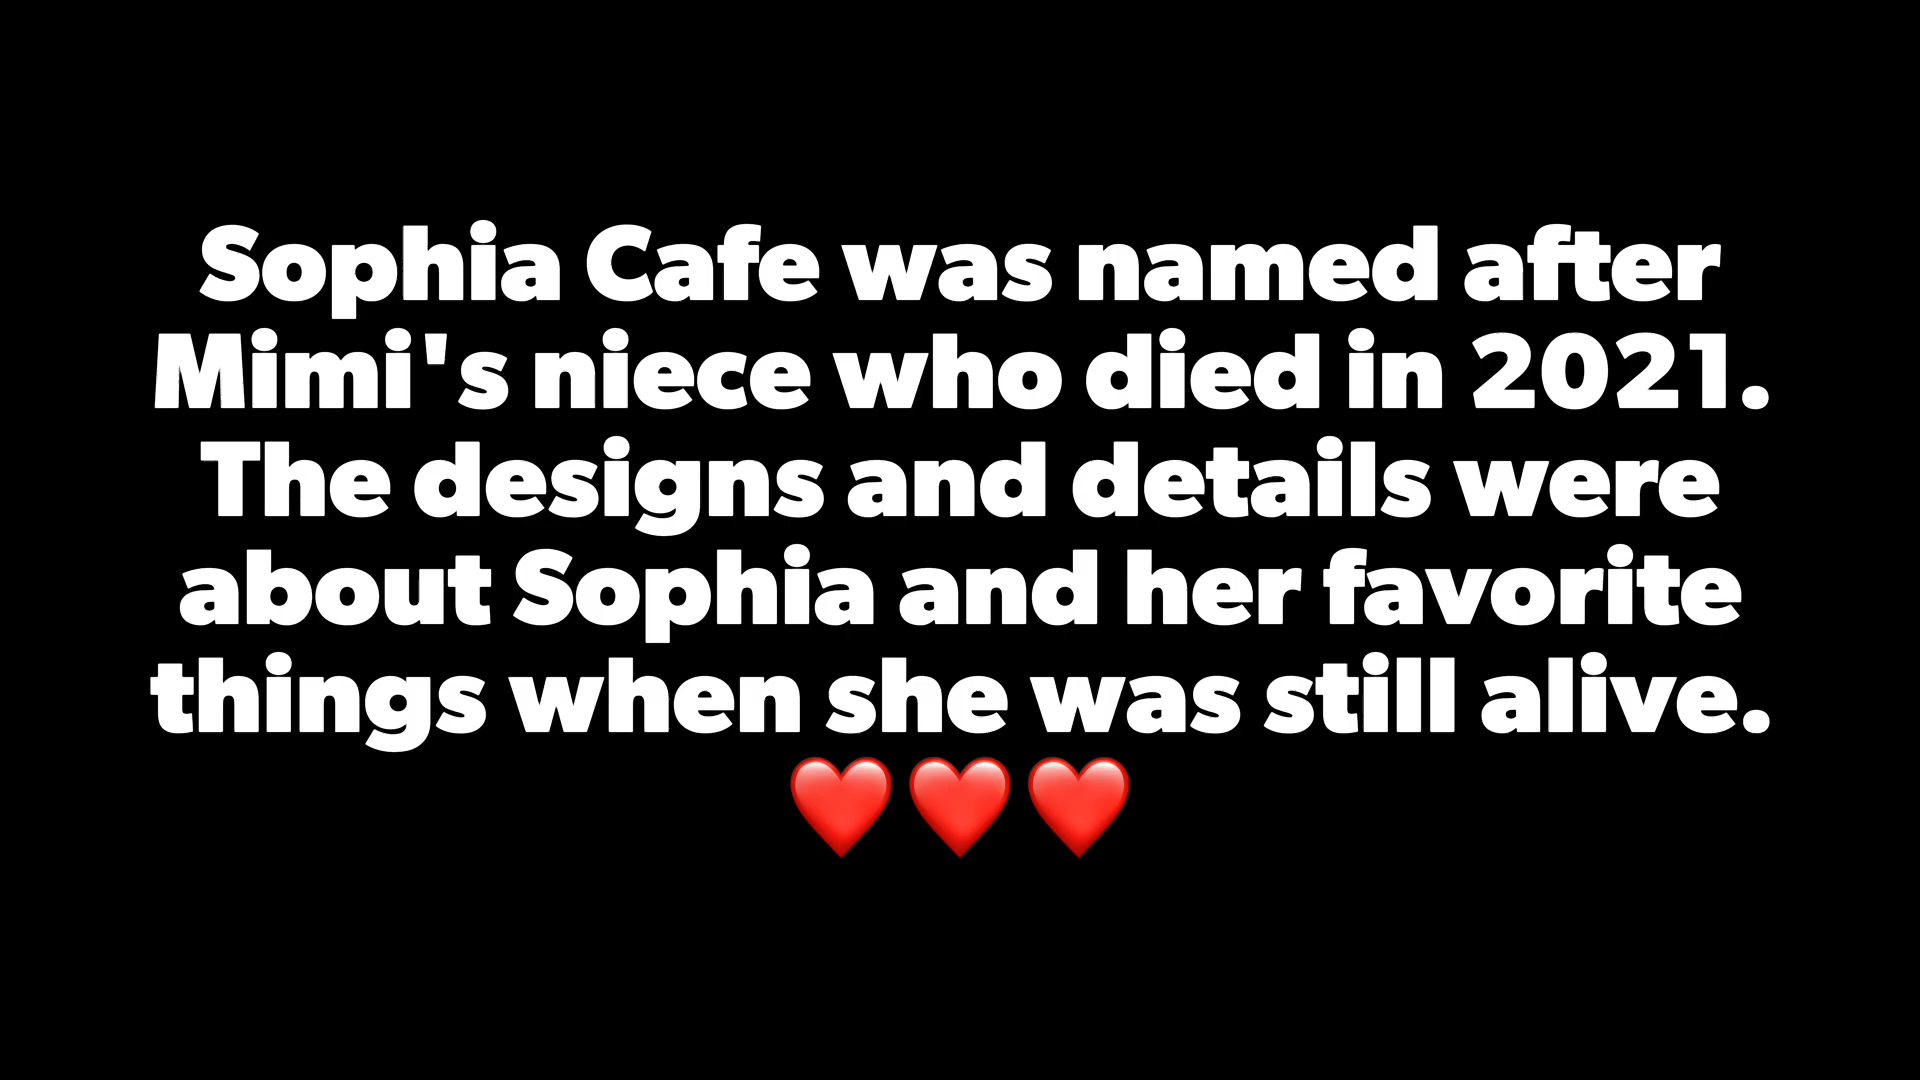 Sophia Cafe was named after
Mimi's niece who died in 2021.
The designs and details were
about Sophia and her favorite
things when she was still alive.
❤️❤️❤️